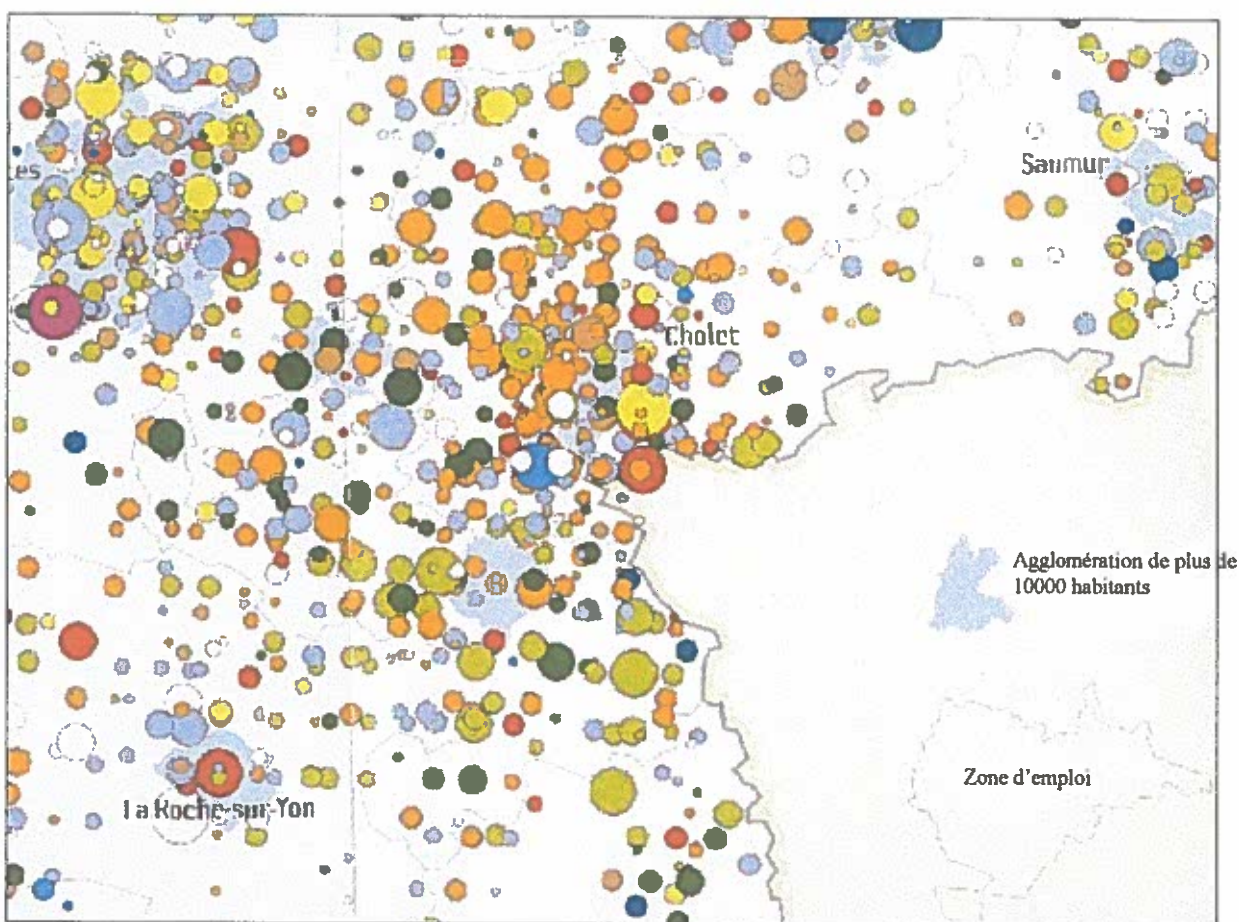 es
Saumur
Cholet
Agglomération de plus de
10000 habitants
Zone d'emploi
La Roche-sur-Yon